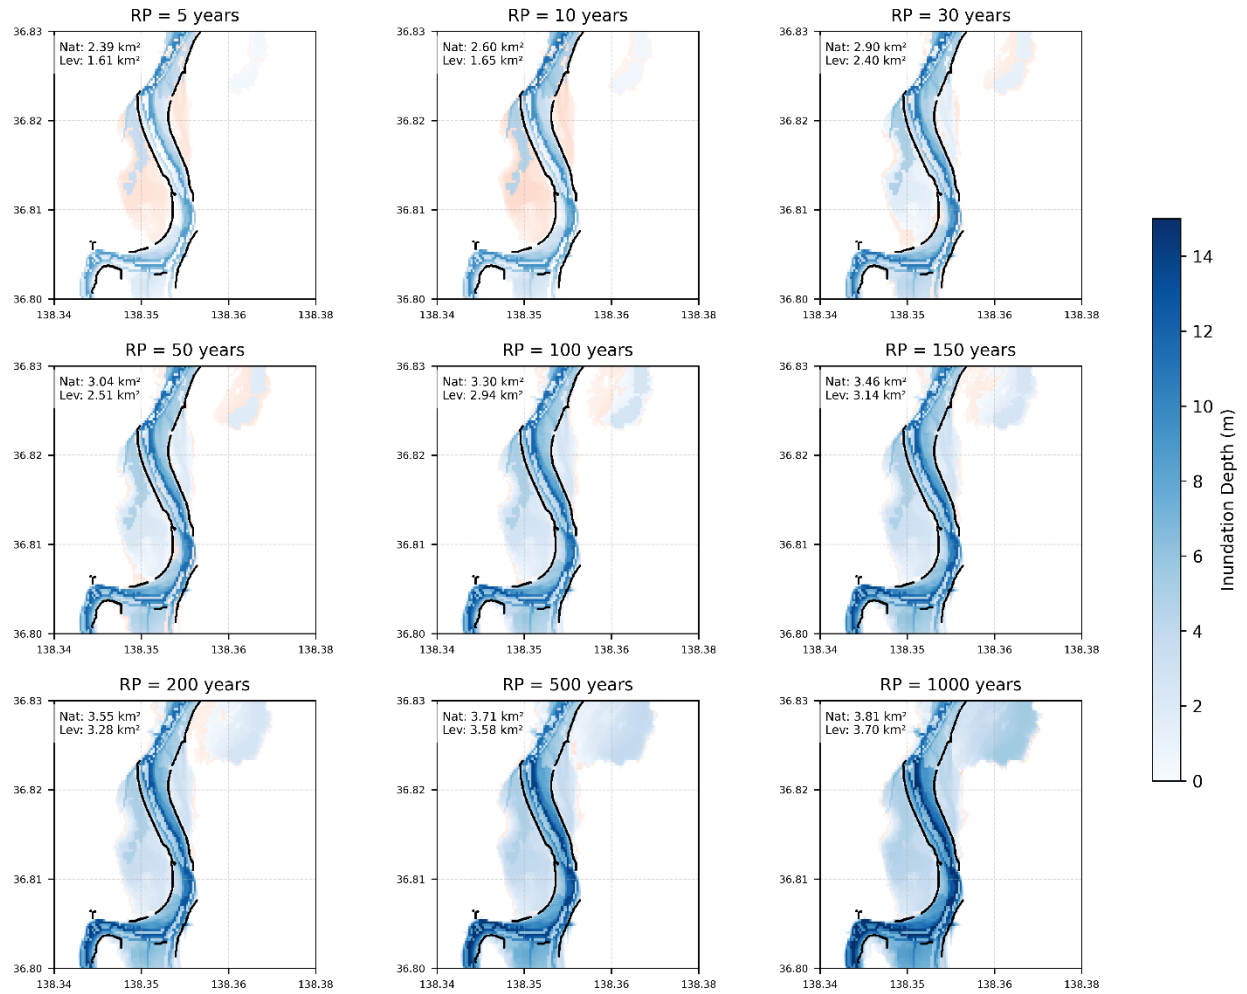 RP = 5 years
Nat: 2.39 km²
Lev: 1.61 km²
36.83
36.82
36.81
36.80
138.34
138.35
138.36
138.38
RP = 10 years
Nat: 2.60 km²
Lev: 1.65 km²
36.83
36.82
36.81
36.80
138.34
138.35
138.36
138.38
RP = 30 years
Nat: 2.90 km²
Lev: 2.40 km²
36.83
36.82
36.81
36.80
138.34
138.35
138.36
138.38
RP = 50 years
Nat: 3.04 km²
Lev: 2.51 km²
36.83
36.82
36.81
36.80
138.34
138.35
138.36
138.38
RP = 100 years
Nat: 3.30 km²
Lev: 2.94 km²
36.83
36.82
36.81
36.80
138.34
138.35
138.36
138.38
RP = 150 years
Nat: 3.46 km²
Lev: 3.14 km²
36.83
36.82
36.81
36.80
138.34
138.35
138.36
138.38
RP = 200 years
Nat: 3.55 km²
Lev: 3.28 km²
36.83
36.82
36.81
36.80
138.34
138.35
138.36
138.38
RP = 500 years
Nat: 3.71 km²
Lev: 3.58 km²
36.83
36.82
36.81
36.80
138.34
138.35
138.36
138.38
RP = 1000 years
Nat: 3.81 km²
Lev: 3.70 km²
36.83
36.82
36.81
36.80
138.34
138.35
138.36
138.38
14
12
10
8
6
4
2
0
Inundation Depth (m)